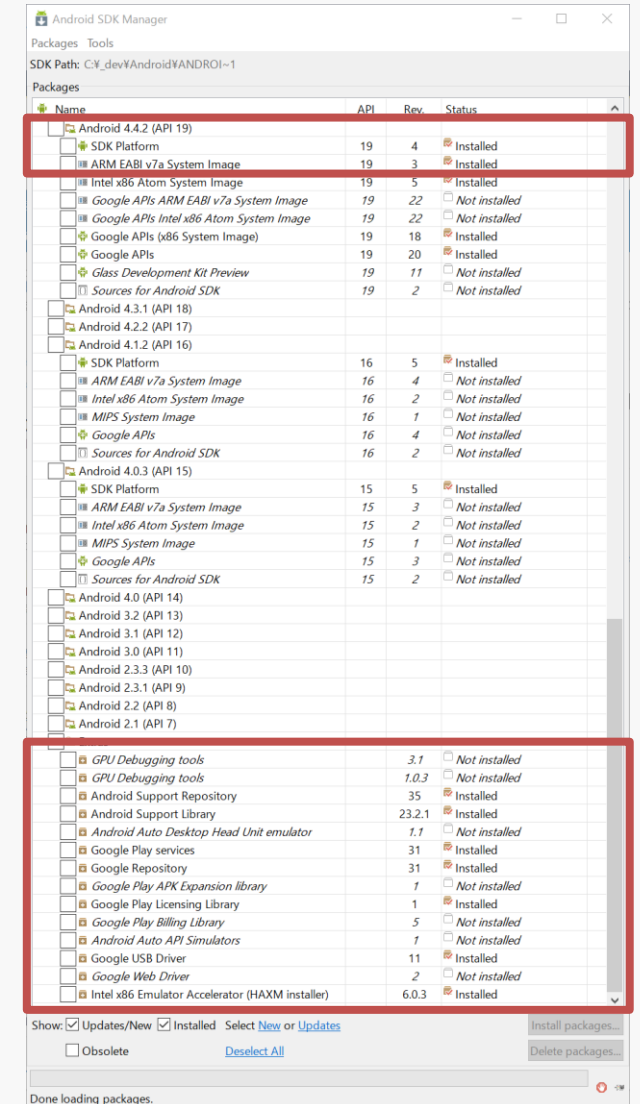 Android SDK Manager
Packages Tools
SDK Path: C:¥_dev¥Android¥ANDROI~1
Packages
Name API Rev. Status
Android 4.4.2 (API 19)
SDK Platform 19 4 Installed
ARM EABI v7a System Image 19 3 Installed
Intel x86 Atom System Image 19 5 Installed
Google APIs ARM EABI v7a System Image 19 22 Not installed
Google APIs Intel x86 Atom System Image 19 22 Not installed
Google APIs (x86 System Image) 19 18 Installed
Google APIs 19 20 Installed
Glass Development Kit Preview 19 11 Not installed
Sources for Android SDK 19 2 Not installed
Android 4.3.1 (API 18)
Android 4.2.2 (API 17)
Android 4.1.2 (API 16)
SDK Platform 16 5 Installed
ARM EABI v7a System Image 16 4 Not installed
Intel x86 Atom System Image 16 2 Not installed
MIPS System Image 16 1 Not installed
Google APIs 16 4 Not installed
Sources for Android SDK 16 2 Not installed
Android 4.0.3 (API 15)
SDK Platform 15 5 Installed
ARM EABI v7a System Image 15 3 Not installed
Intel x86 Atom System Image 15 2 Not installed
MIPS System Image 15 1 Not installed
Google APIs 15 3 Not installed
Sources for Android SDK 15 2 Not installed
Android 4.0 (API 14)
Android 3.2 (API 13)
Android 3.1 (API 12)
Android 3.0 (API 11)
Android 2.3.3 (API 10)
Android 2.3.1 (API 9)
Android 2.2 (API 8)
Android 2.1 (API 7)
GPU Debugging tools 3.1 Not installed
GPU Debugging tools 1.0.3 Not installed
Android Support Repository 35 Installed
Android Support Library 23.2.1 Installed
Android Auto Desktop Head Unit emulator 1.1 Not installed
Google Play services 31 Installed
Google Repository 31 Installed
Google Play APK Expansion library 1 Not installed
Google Play Licensing Library 1 Installed
Google Play Billing Library 5 Not installed
Android Auto API Simulators 1 Not installed
Google USB Driver 11 Installed
Google Web Driver 2 Not installed
Intel x86 Emulator Accelerator (HAXM installer) 6.0.3 Installed
Show: Updates/New Installed Select New or Updates Install packages...
Obsolete Deselect All Delete packages...
Done loading packages.